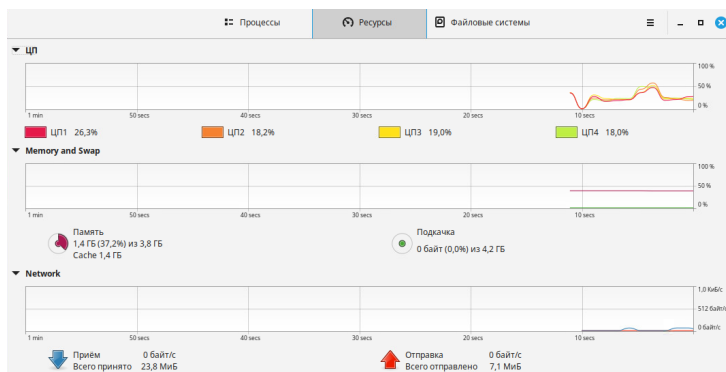 Процессы Ресурсы Файловые системы
ЦП
100 %
50 %
0 %
1 min 50 secs 40 secs 30 secs 20 secs 10 secs
ЦП1 26,3% ЦП2 18,2% ЦП3 19,0% ЦП4 18,0%
Memory and Swap
100 %
50 %
0 %
1 min 50 secs 40 secs 30 secs 20 secs 10 secs
Память Подкачка
1,4 ГБ (37,2%) из 3,8 ГБ 0 байт (0,0%) из 4,2 ГБ
Cache 1,4 ГБ
Network
1,0 КиБ/с
512 байт/с
0 байт/с
1 min 50 secs 40 secs 30 secs 20 secs 10 secs
Приём 0 байт/с Отправка 0 байт/с
Всего принято 23,8 МиБ Всего отправлено 7,1 МиБ